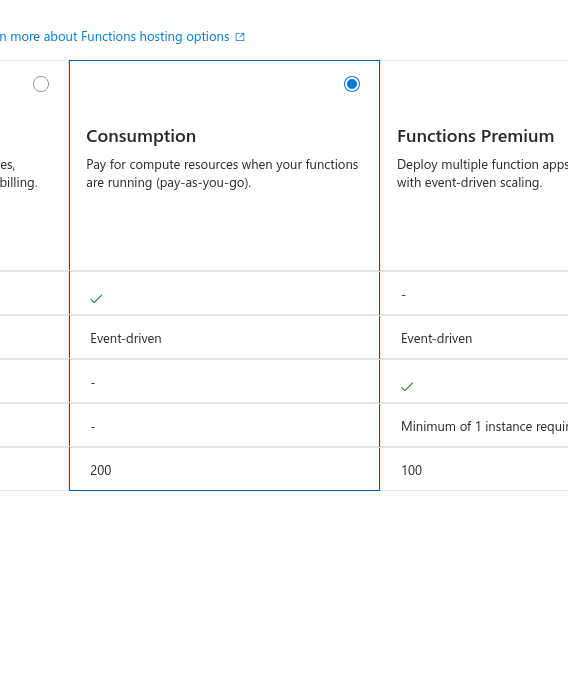 n more about Functions hosting options
Consumption
Functions Premium
es,
Pay for compute resources when your functions
Deploy multiple function apps
billing.
are running (pay-as-you-go).
with event-driven scaling.
-
Event-driven
Event-driven
-
-
Minimum of 1 instance requir
200
100